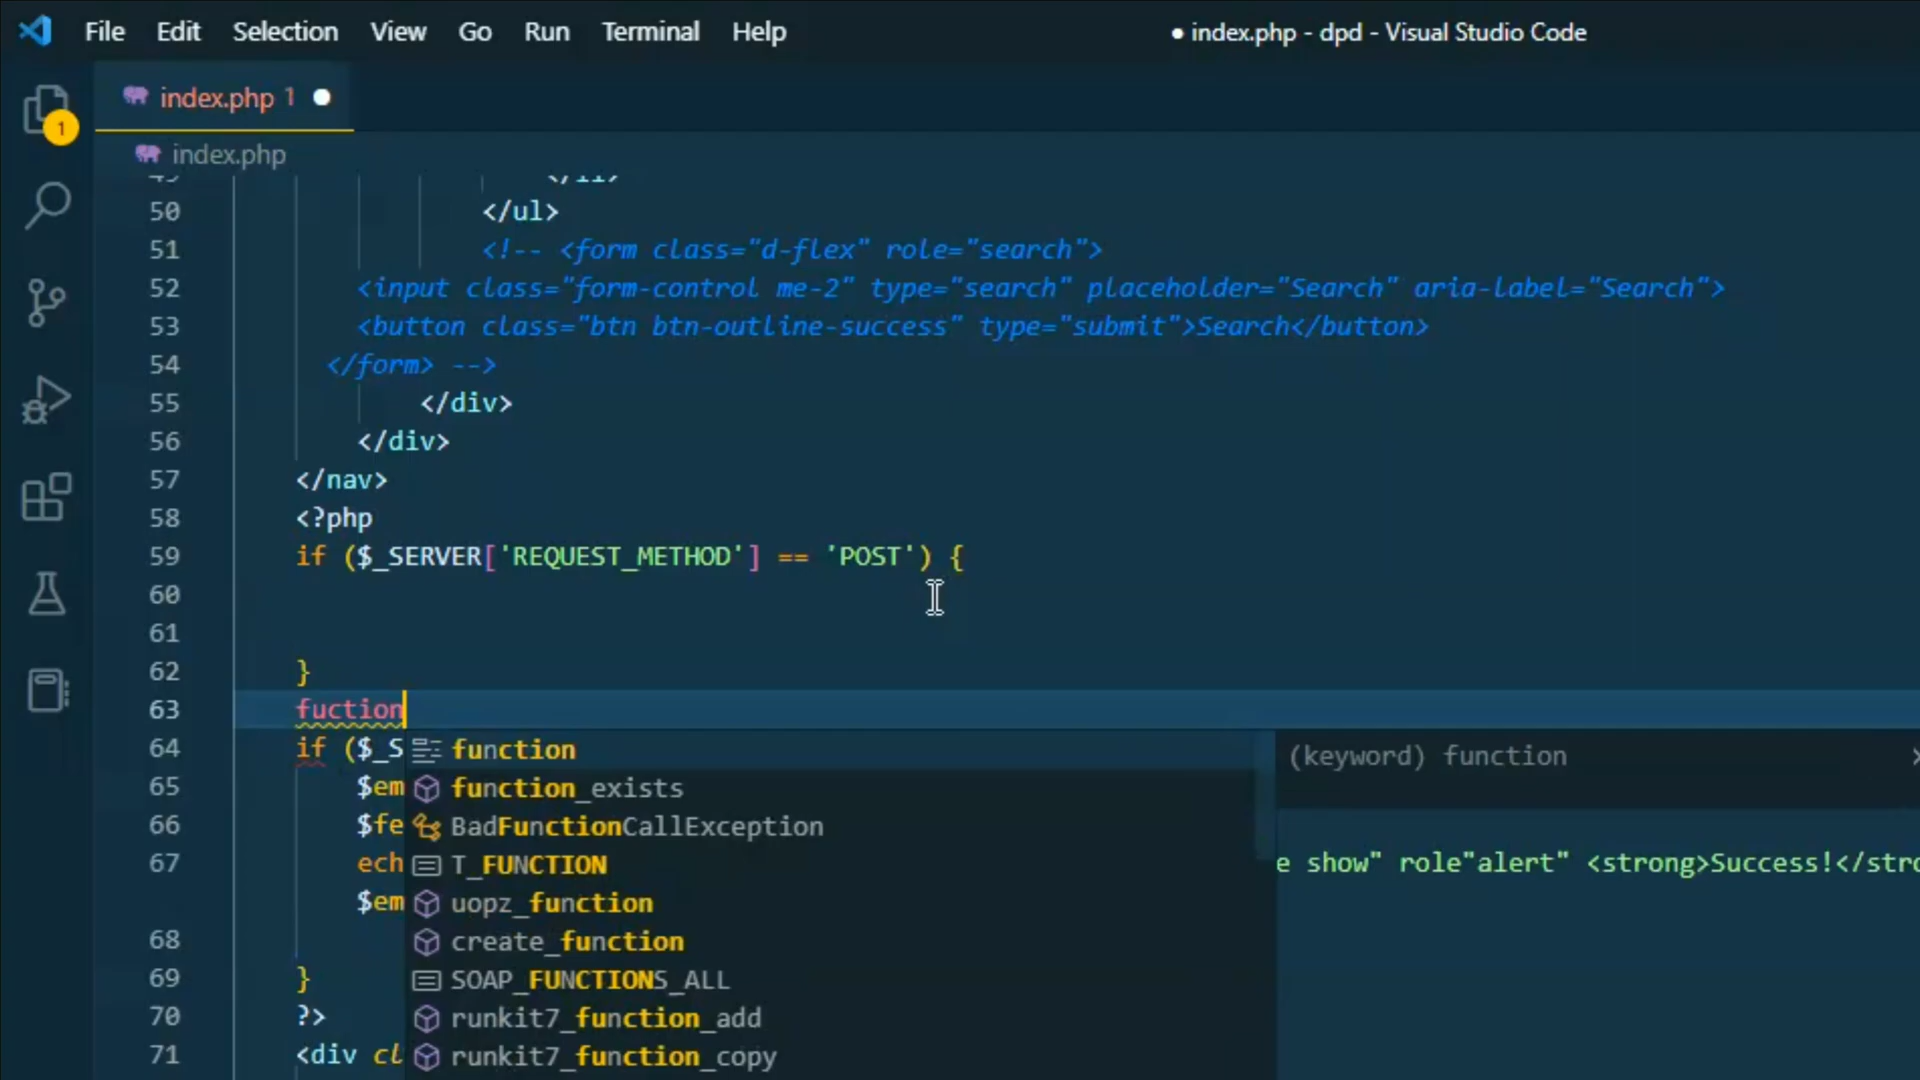 File Edit Selection View Go Run Terminal Help
● index.php - dpd - Visual Studio Code
1
index.php 1 ●
index.php
50 </ul>
51 <!-- <form class="d-flex" role="search">
52 <input class="form-control me-2" type="search" placeholder="Search" aria-label="Search">
53 <button class="btn btn-outline-success" type="submit">Search</button>
54 </form> -->
55 </div>
56 </div>
57 </nav>
58 <?php
59 if ($_SERVER['REQUEST_METHOD'] == 'POST') {
60
61
62 }
63 fuction
64 if ($_S
function
(keyword) function
65 $em
function_exists
66 $fe
BadFunctionCallException
67 ech
T_FUNCTION
e show" role"alert" <strong>Success!</stro
$em
uopz_function
68
create_function
69 }
SOAP_FUNCTIONS_ALL
70 ?>
runkit7_function_add
71 <div cl
runkit7_function_copy